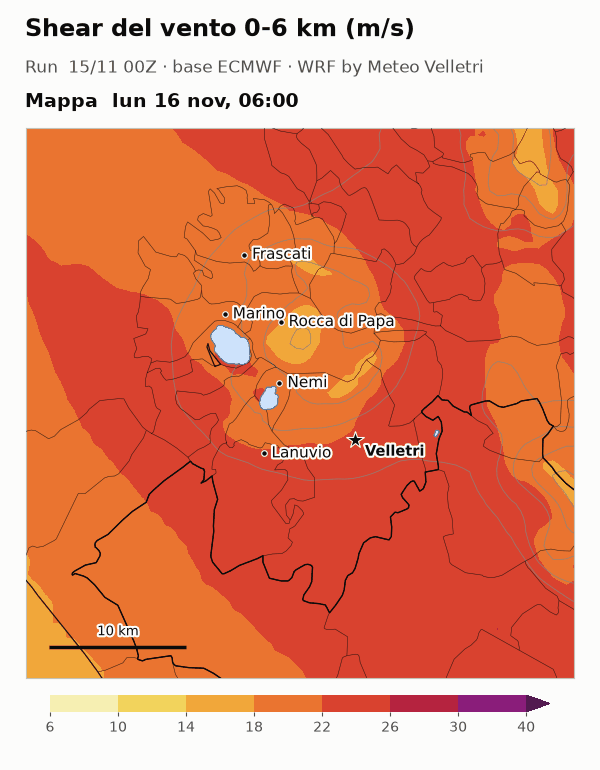 Shear del vento 0-6 km (m/s)
Run  15/11 00Z · base ECMWF · WRF by Meteo Velletri
Mappa  lun 16 nov, 06:00
Frascati
Marino
Rocca di Papa
Nemi
Velletri
Lanuvio
10 km
6 10 14 18 22 26 30 40